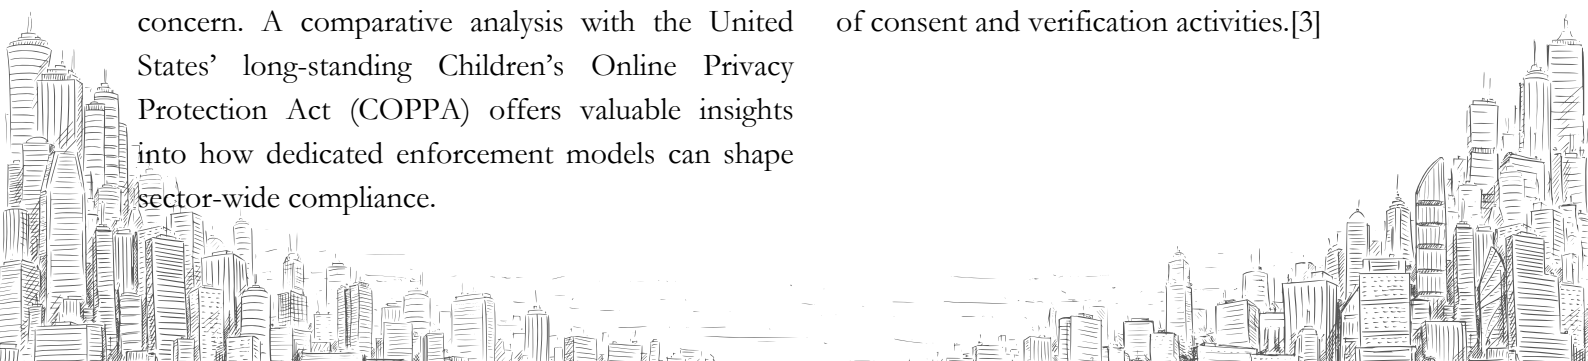 concern. A comparative analysis with the United
States’ long-standing Children’s Online Privacy
Protection Act (COPPA) offers valuable insights
into how dedicated enforcement models can shape
sector-wide compliance.
of consent and verification activities.[3]